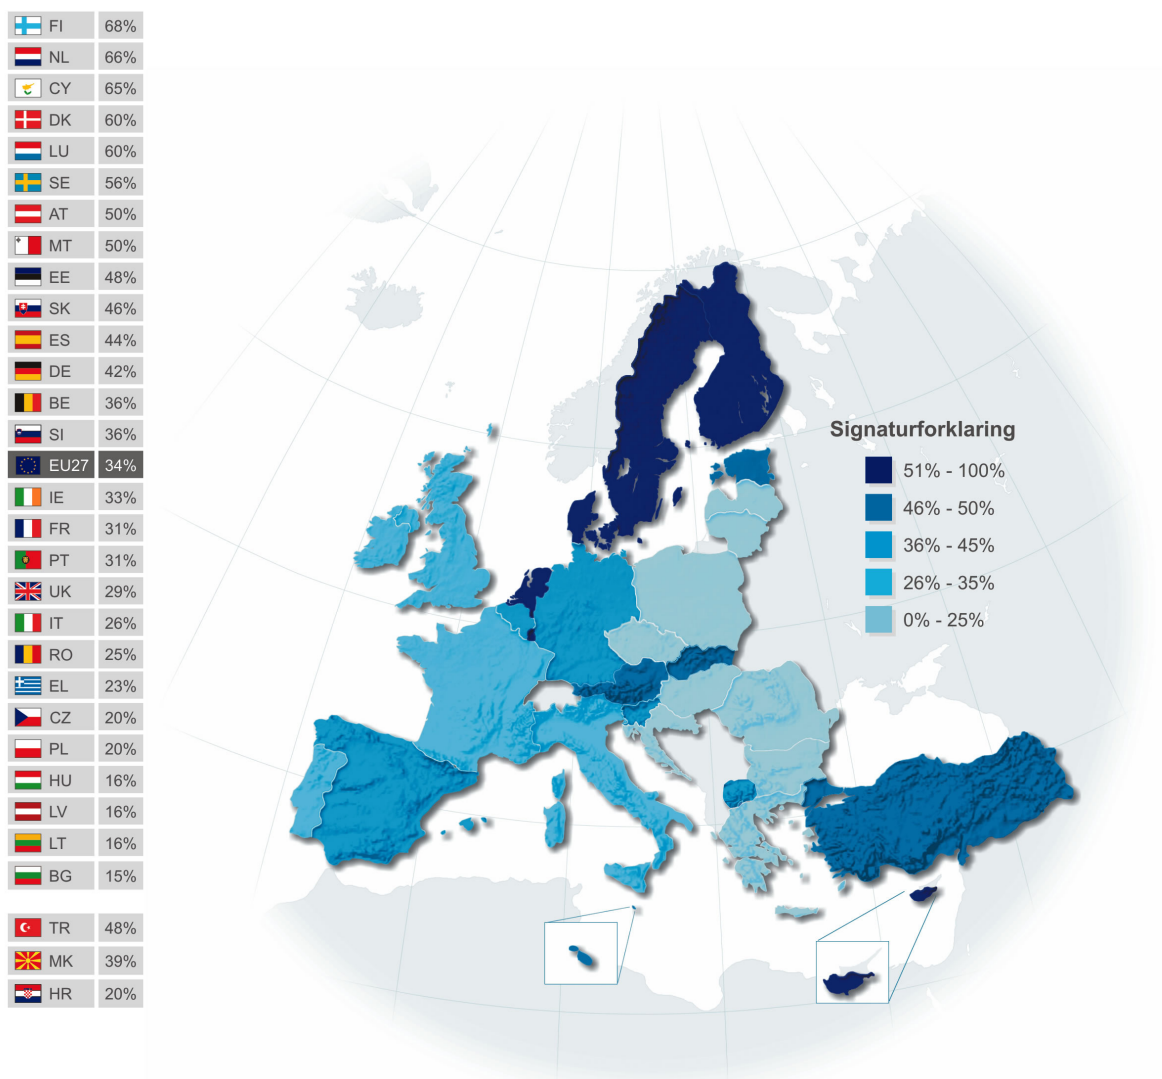 FI 68%
NL 66%
CY 65%
DK 60%
LU 60%
SE 56%
AT 50%
MT 50%
EE 48%
SK 46%
ES 44%
DE 42%
BE 36%
SI 36%
EU27 34%
IE 33%
FR 31%
PT 31%
UK 29%
IT 26%
RO 25%
EL 23%
CZ 20%
PL 20%
HU 16%
LV 16%
LT 16%
BG 15%
TR 48%
MK 39%
HR 20%
Signaturforklaring
51% - 100%
46% - 50%
36% - 45%
26% - 35%
0% - 25%